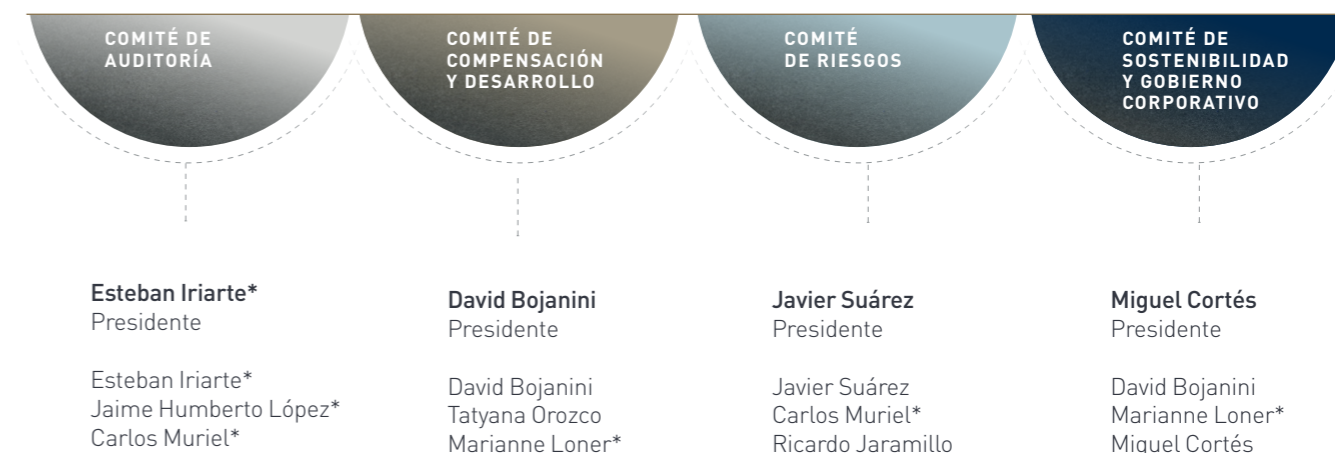 COMITÉ DE
AUDITORÍA
Esteban Iriarte*
Presidente
Esteban Iriarte*
Jaime Humberto López*
Carlos Muriel*
COMITÉ DE
COMPENSACIÓN
Y DESARROLLO
David Bojanini
Presidente
David Bojanini
Tatyana Orozco
Marianne Loner*
COMITÉ
DE RIESGOS
Javier Suárez
Presidente
Javier Suárez
Carlos Muriel*
Ricardo Jaramillo
COMITÉ DE
SOSTENIBILIDAD
Y GOBIERNO
CORPORATIVO
Miguel Cortés
Presidente
David Bojanini
Marianne Loner*
Miguel Cortés